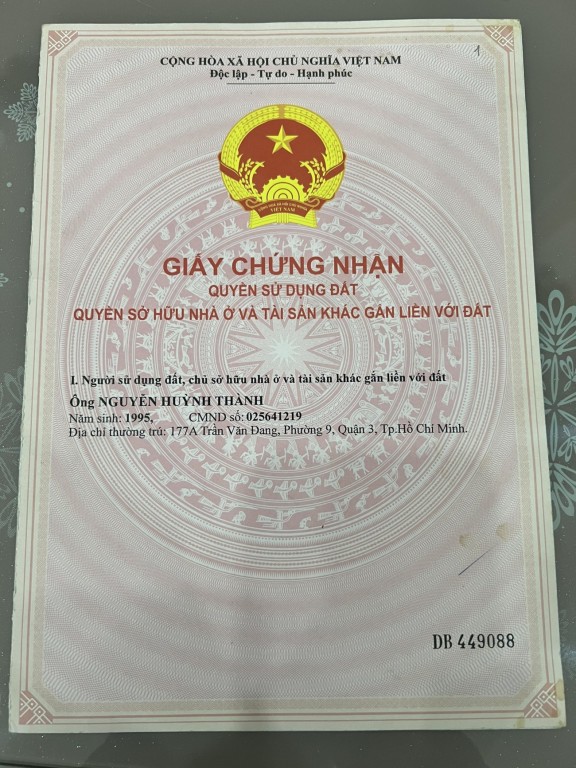 1
CỘNG HÒA XÃ HỘI CHỦ NGHĨA VIỆT NAM
Độc lập - Tự do - Hạnh phúc
VIỆT NAM
GIẤY CHỨNG NHẬN
QUYỀN SỬ DỤNG ĐẤT
QUYỀN SỞ HỮU NHÀ Ở VÀ TÀI SẢN KHÁC GẮN LIỀN VỚI ĐẤT
I. Người sử dụng đất, chủ sở hữu nhà ở và tài sản khác gắn liền với đất
Ông NGUYỄN HUỲNH THÀNH
Năm sinh: 1995, CMND số: 025641219
Địa chỉ thường trú: 177A Trần Văn Đang, Phường 9, Quận 3, Tp.Hồ Chí Minh.
DB 449088